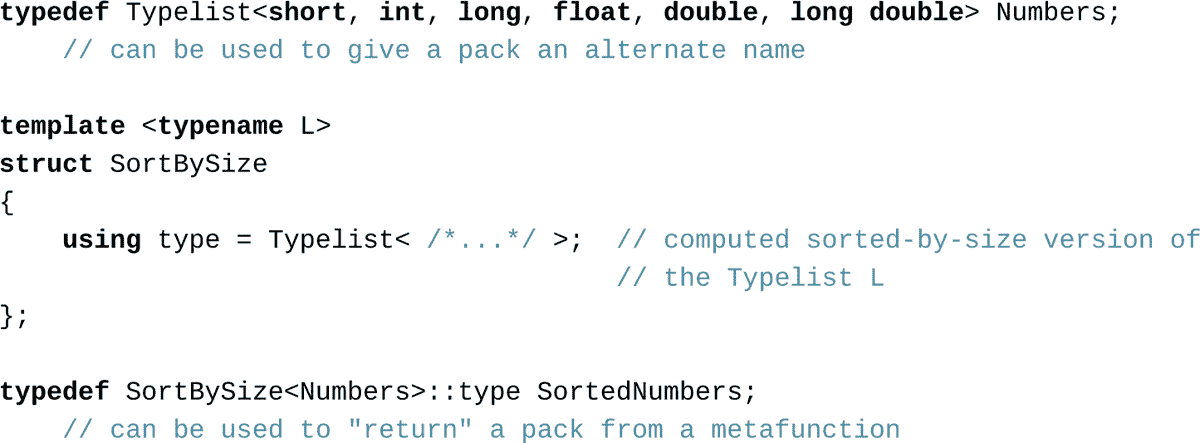 typedef Typelist<short, int, long, float, double, long double> Numbers;
    // can be used to give a pack an alternate name

template <typename L>
struct SortBySize
{
    using type = Typelist< /*...*/ >;  // computed sorted-by-size version of
                                       // the Typelist L
};

typedef SortBySize<Numbers>::type SortedNumbers;
    // can be used to "return" a pack from a metafunction